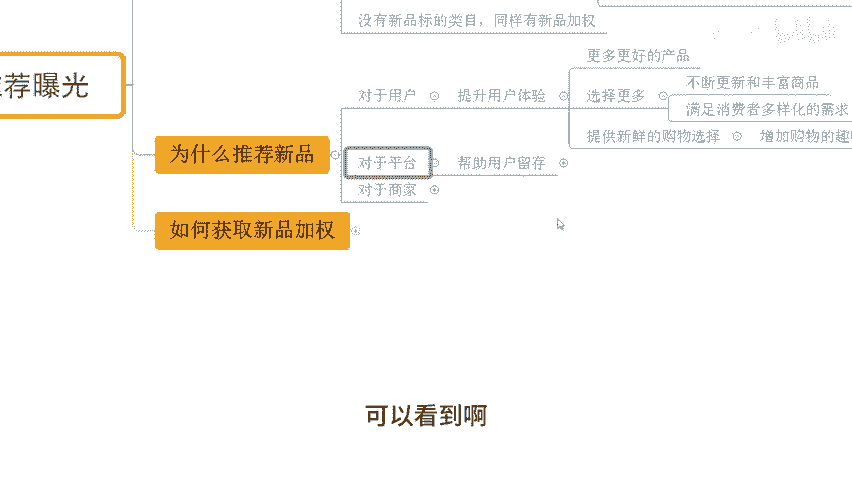 没有新品标的类目，同样有新品加权
更多更好的产品
荐曝光
不断更新和丰富商品
对于用户
提升用户体验
选择更多
满足消费者多样化的需求
提供新鲜的购物选择
增加购物的趣
为什么推荐新品
对于平台
帮助用户留存
对于商家
如何获取新品加权
可以看到啊